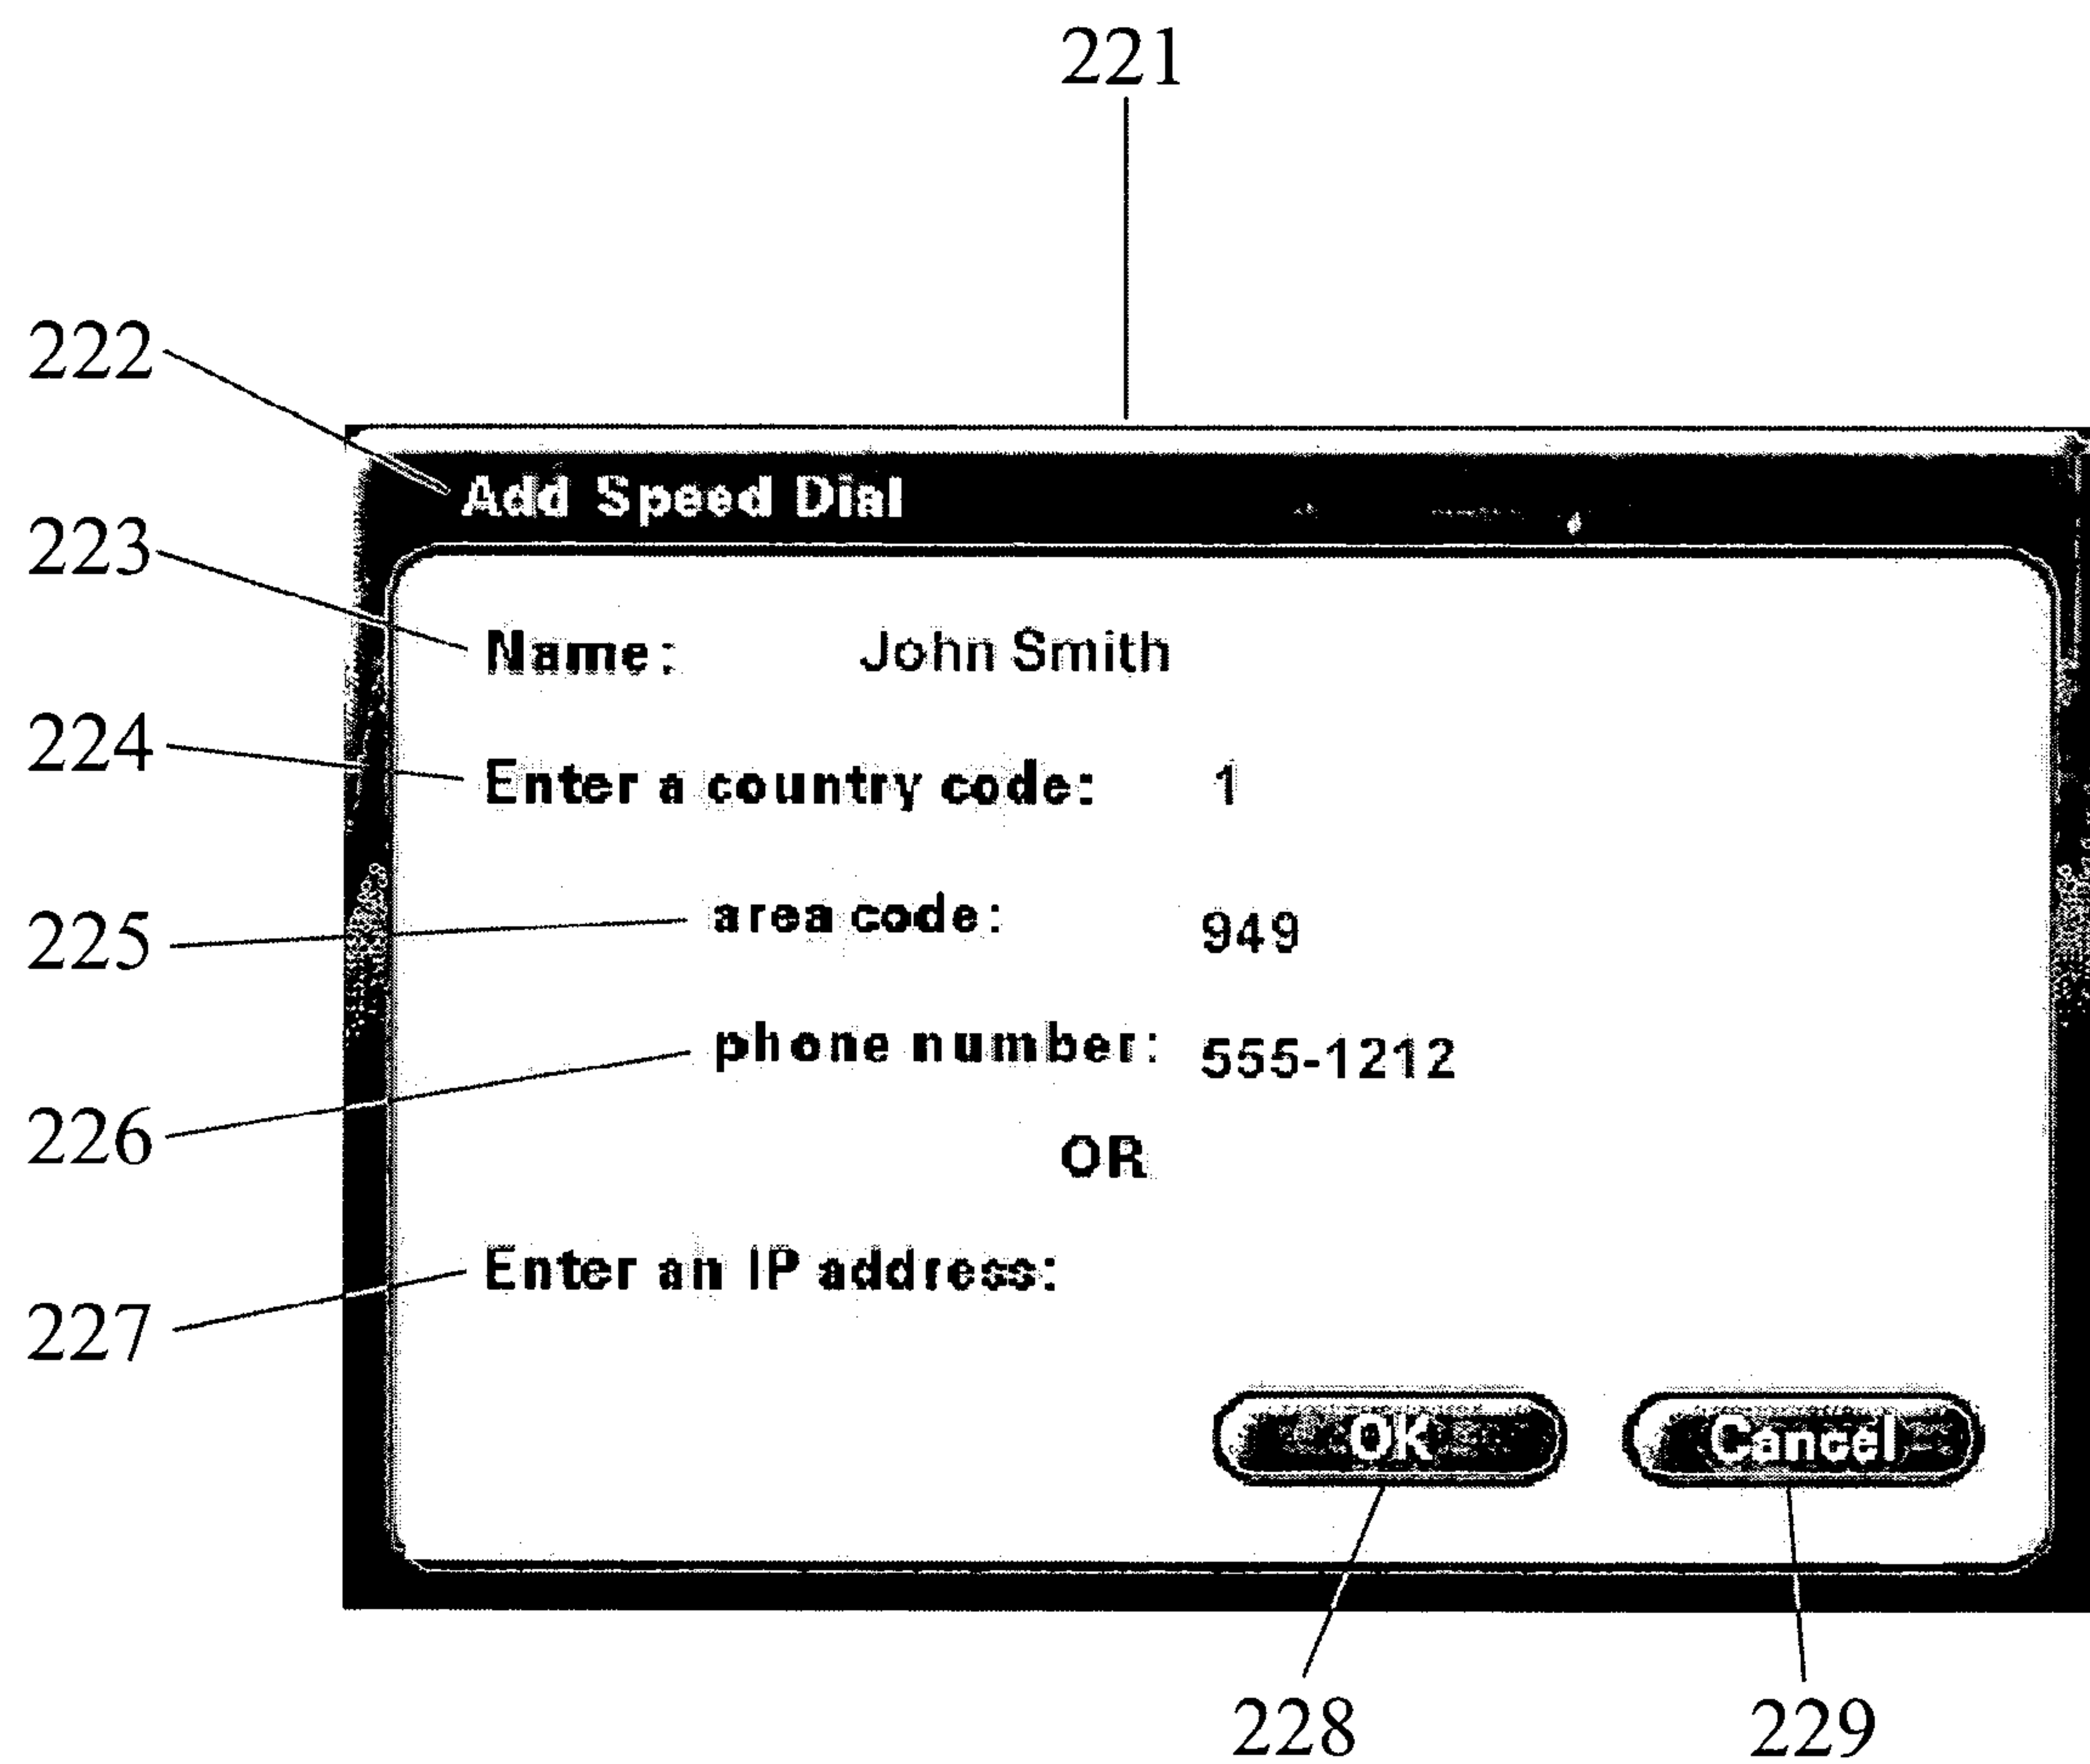 221
222
Add Speed Dial
223
Name: John Smith
224
Enter a country code: 1
225
area code: 949
226
phone number: 555-1212
OR
227
Enter an IP address:
OK Cancel
228 229